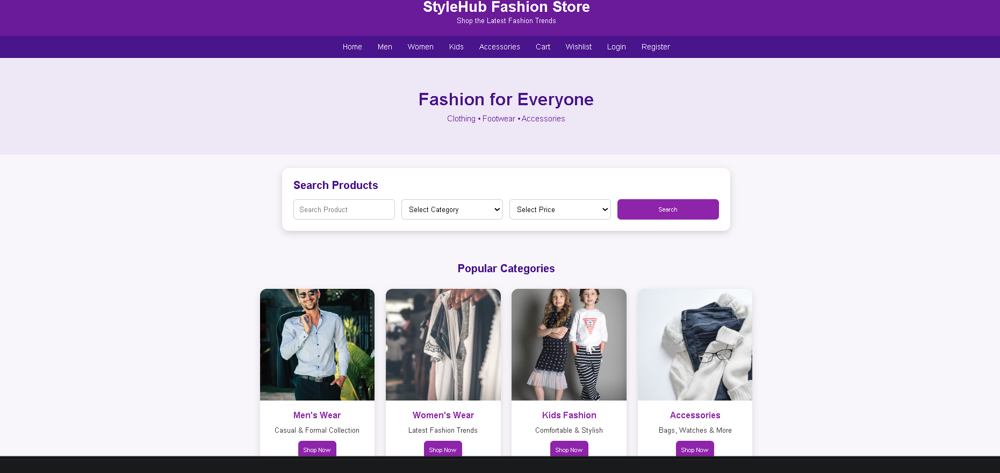 StyleHub Fashion Store
Shop the Latest Fashion Trends
Home Men Women Kids Accessories Cart Wishlist Login Register
Fashion for Everyone
Clothing • Footwear • Accessories
Search Products
Search Product Select Category Select Price Search
Popular Categories
Men's Wear Women's Wear Kids Fashion Accessories
Casual & Formal Collection Latest Fashion Trends Comfortable & Stylish Bags, Watches & More
Shop Now Shop Now Shop Now Shop Now